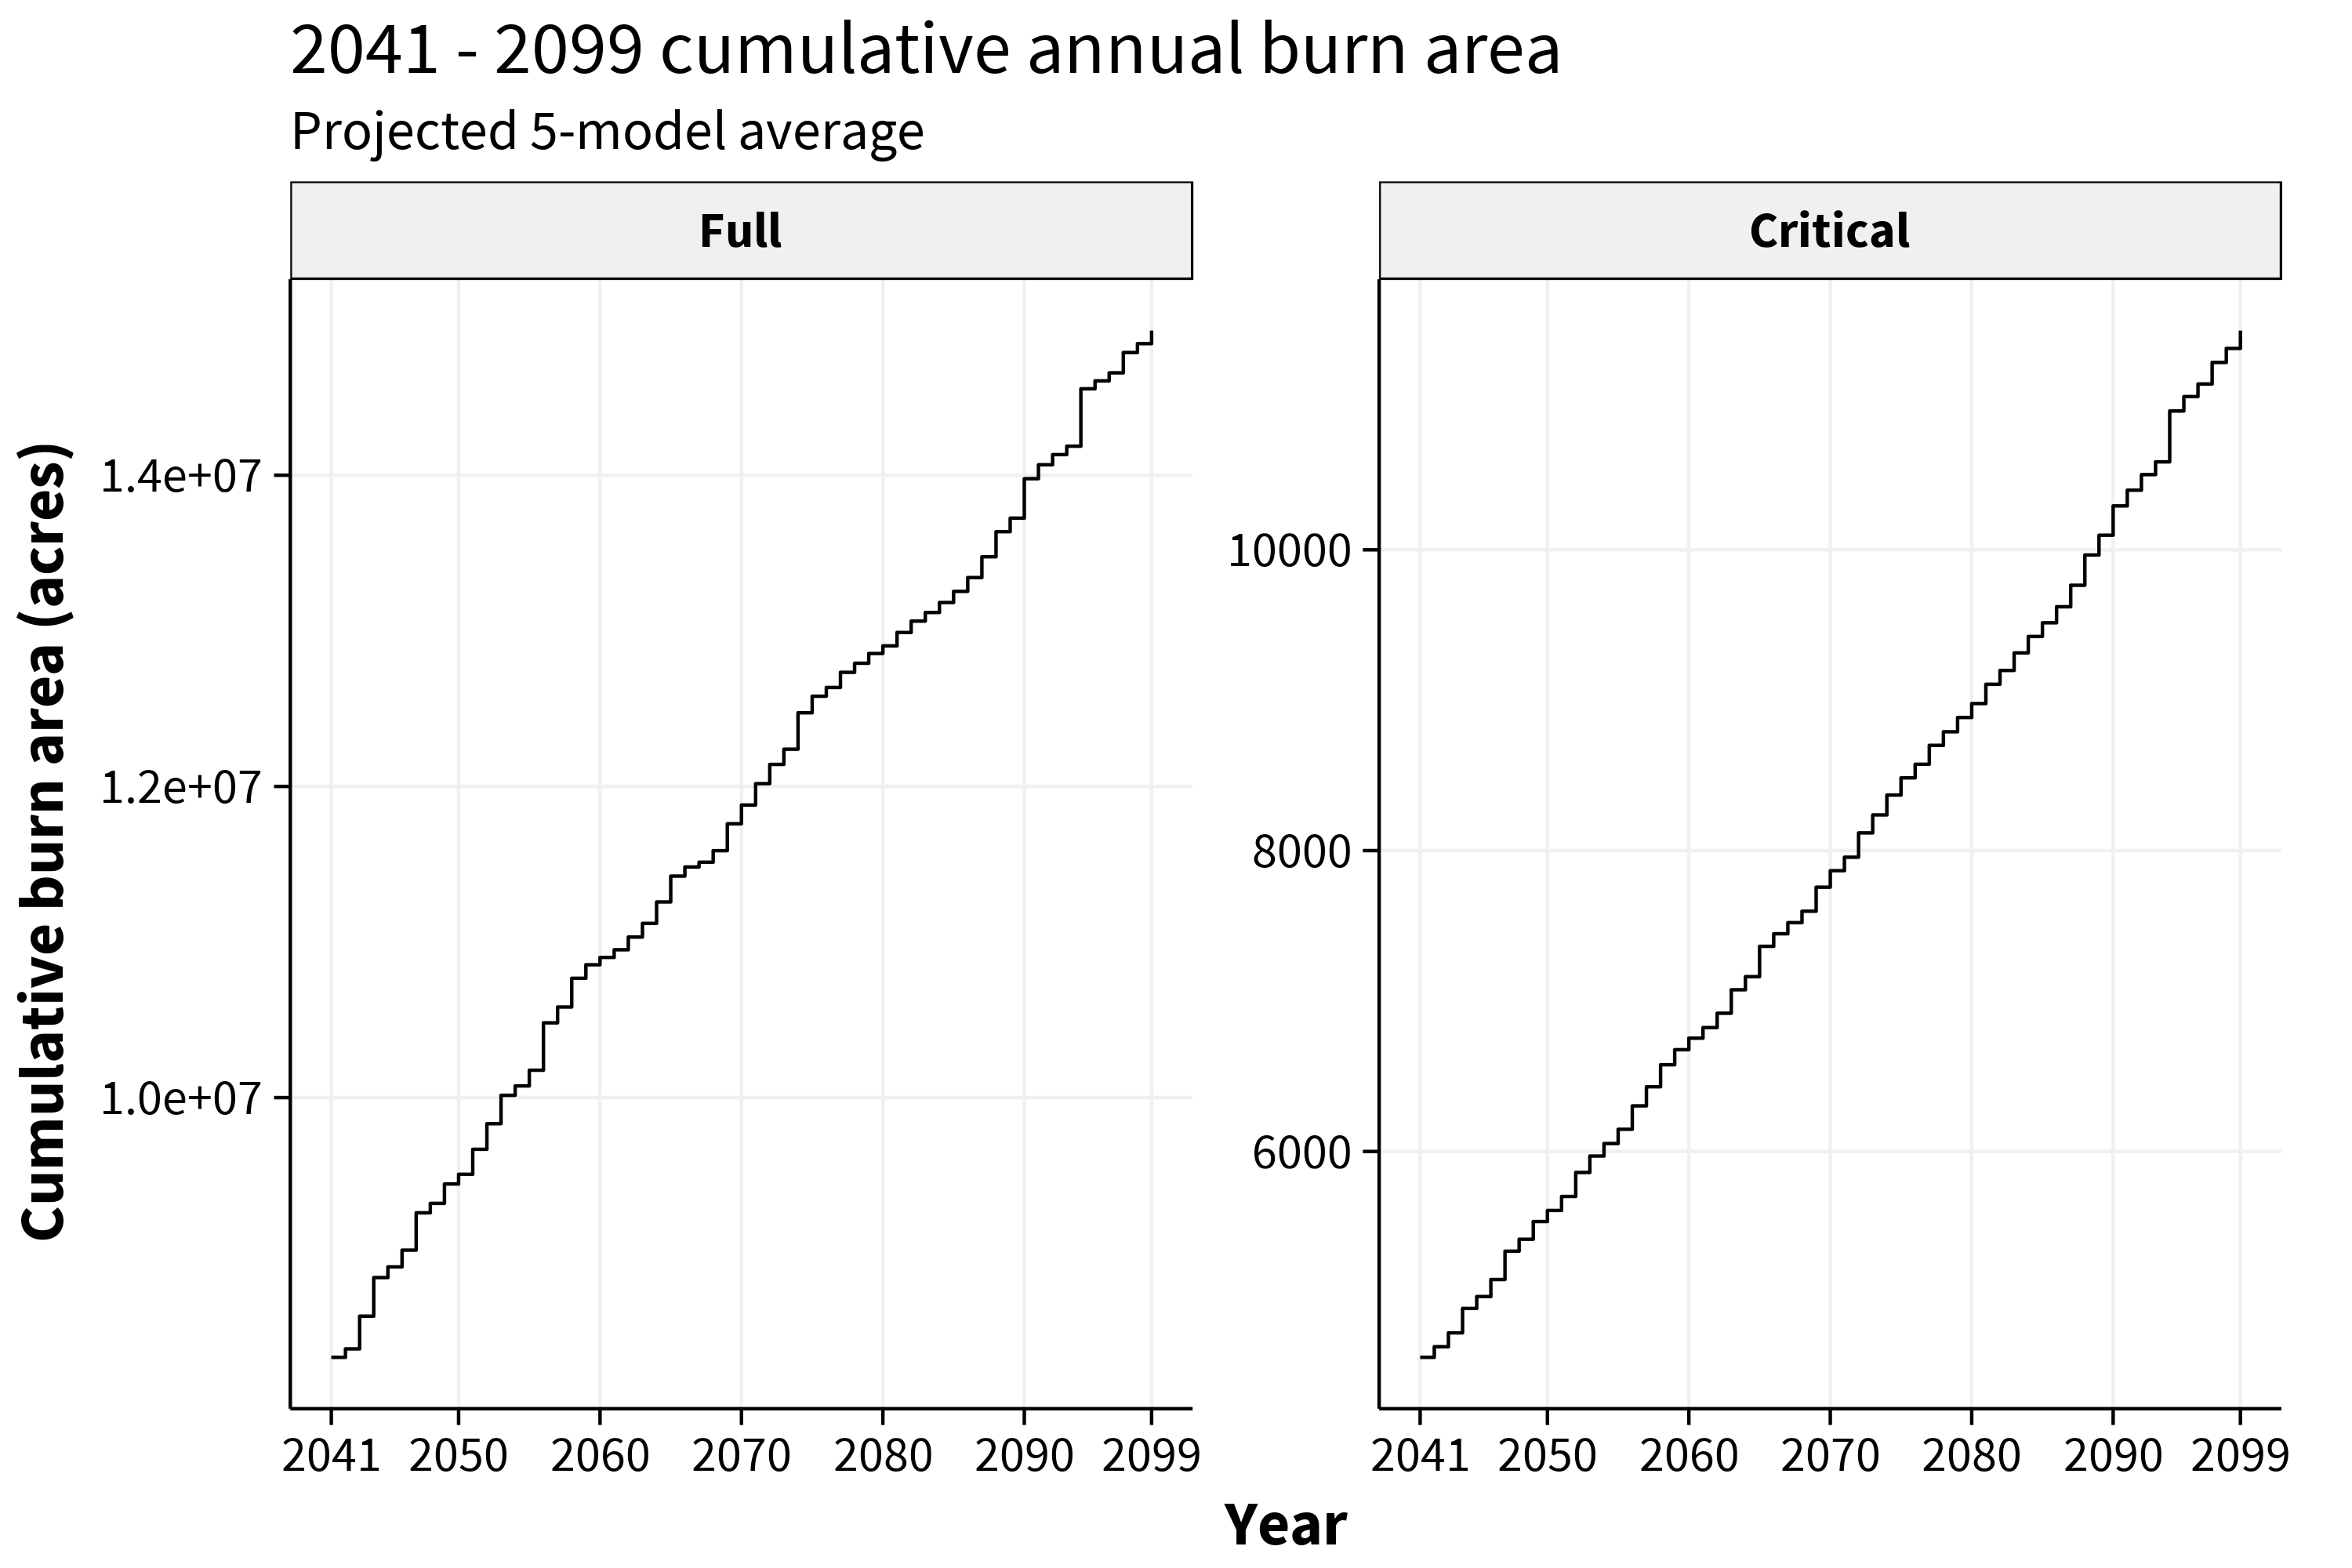 2041 - 2099 cumulative annual burn area
Projected 5-model average
Full
Critical
Cumulative burn area (acres)
1.4e+07
1.2e+07
1.0e+07
10000
8000
6000
2041 2050 2060 2070 2080 2090 2099
2041 2050 2060 2070 2080 2090 2099
Year